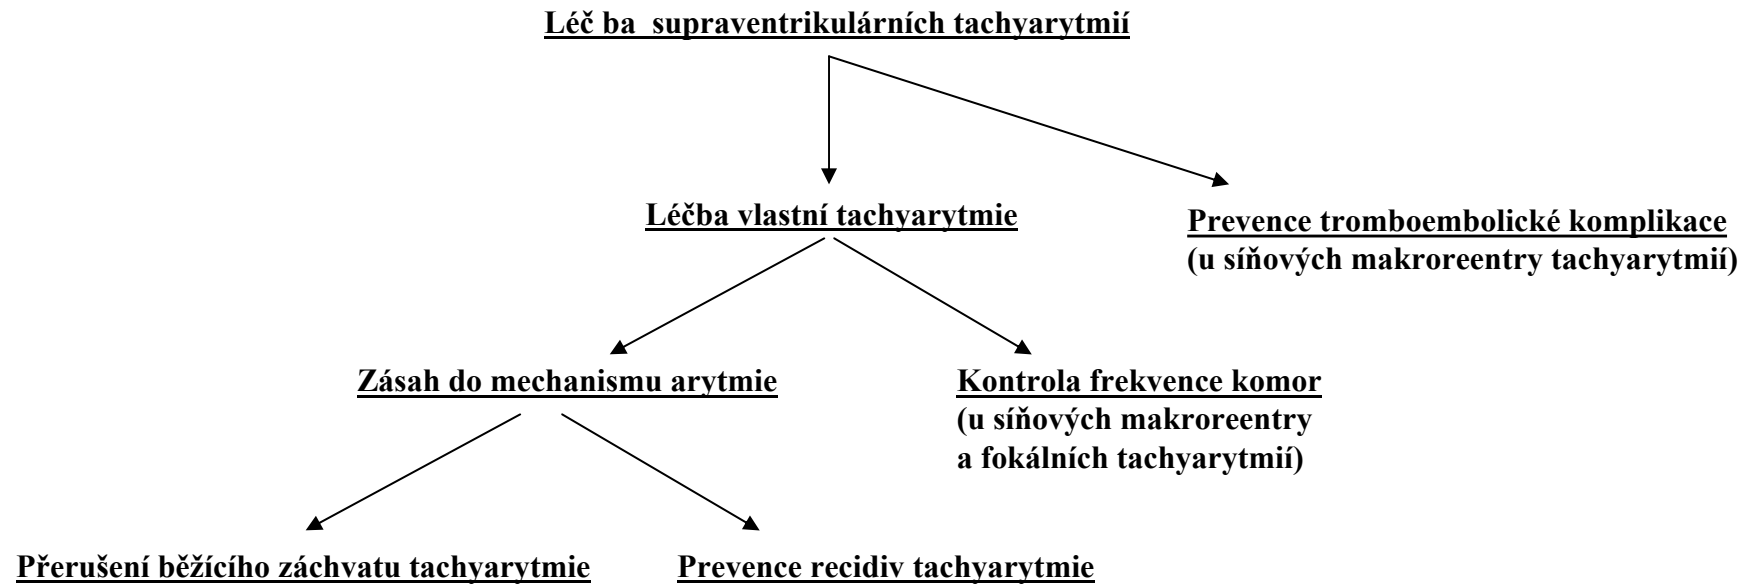 Léč ba  supraventrikulárních tachyarytmií
Léčba vlastní tachyarytmie
Prevence tromboembolické komplikace
(u síňových makroreentry tachyarytmií)
Zásah do mechanismu arytmie
Kontrola frekvence komor
(u síňových makroreentry
a fokálních tachyarytmií)
Přerušení běžícího záchvatu tachyarytmie
Prevence recidiv tachyarytmie